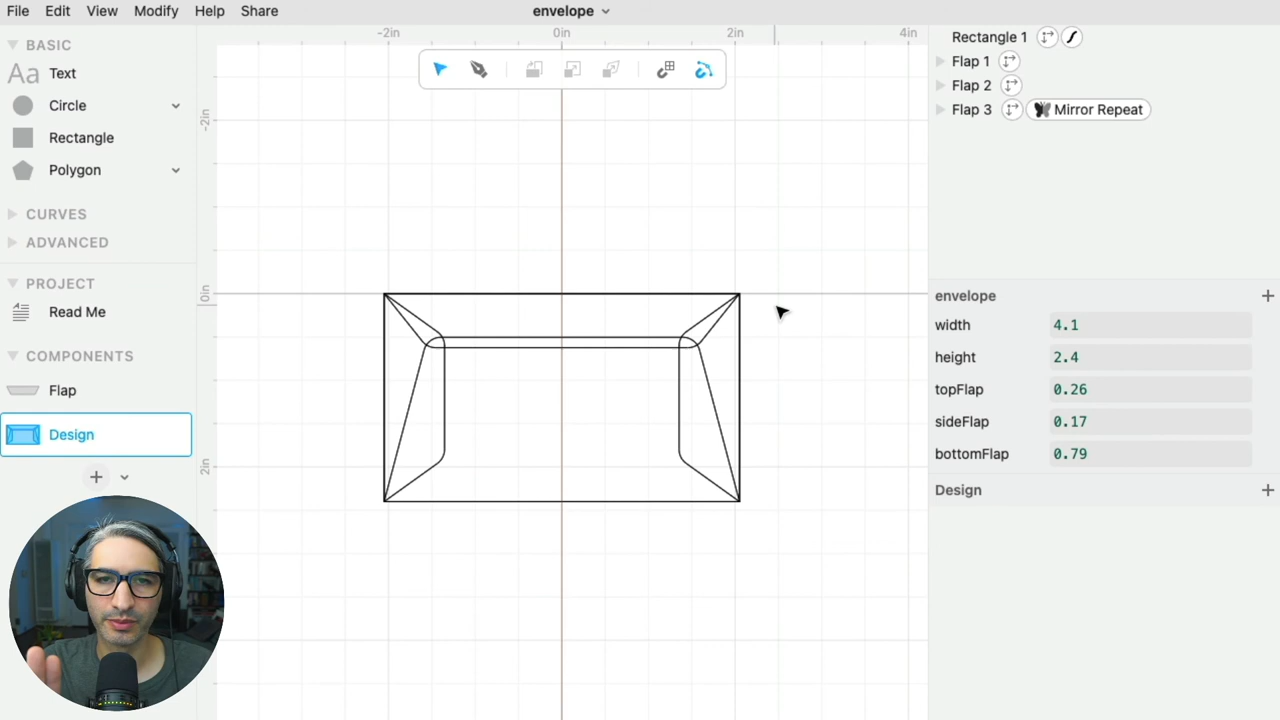 File Edit View Modify Help Share
envelope
BASIC
Aa Text
Circle
Rectangle
Polygon
CURVES
ADVANCED
PROJECT
Read Me
COMPONENTS
Flap
Design
-2in 0in 2in 4in
-2in
0in
2in
Rectangle 1
Flap 1
Flap 2
Flap 3 Mirror Repeat
envelope
width 4.1
height 2.4
topFlap 0.26
sideFlap 0.17
bottomFlap 0.79
Design